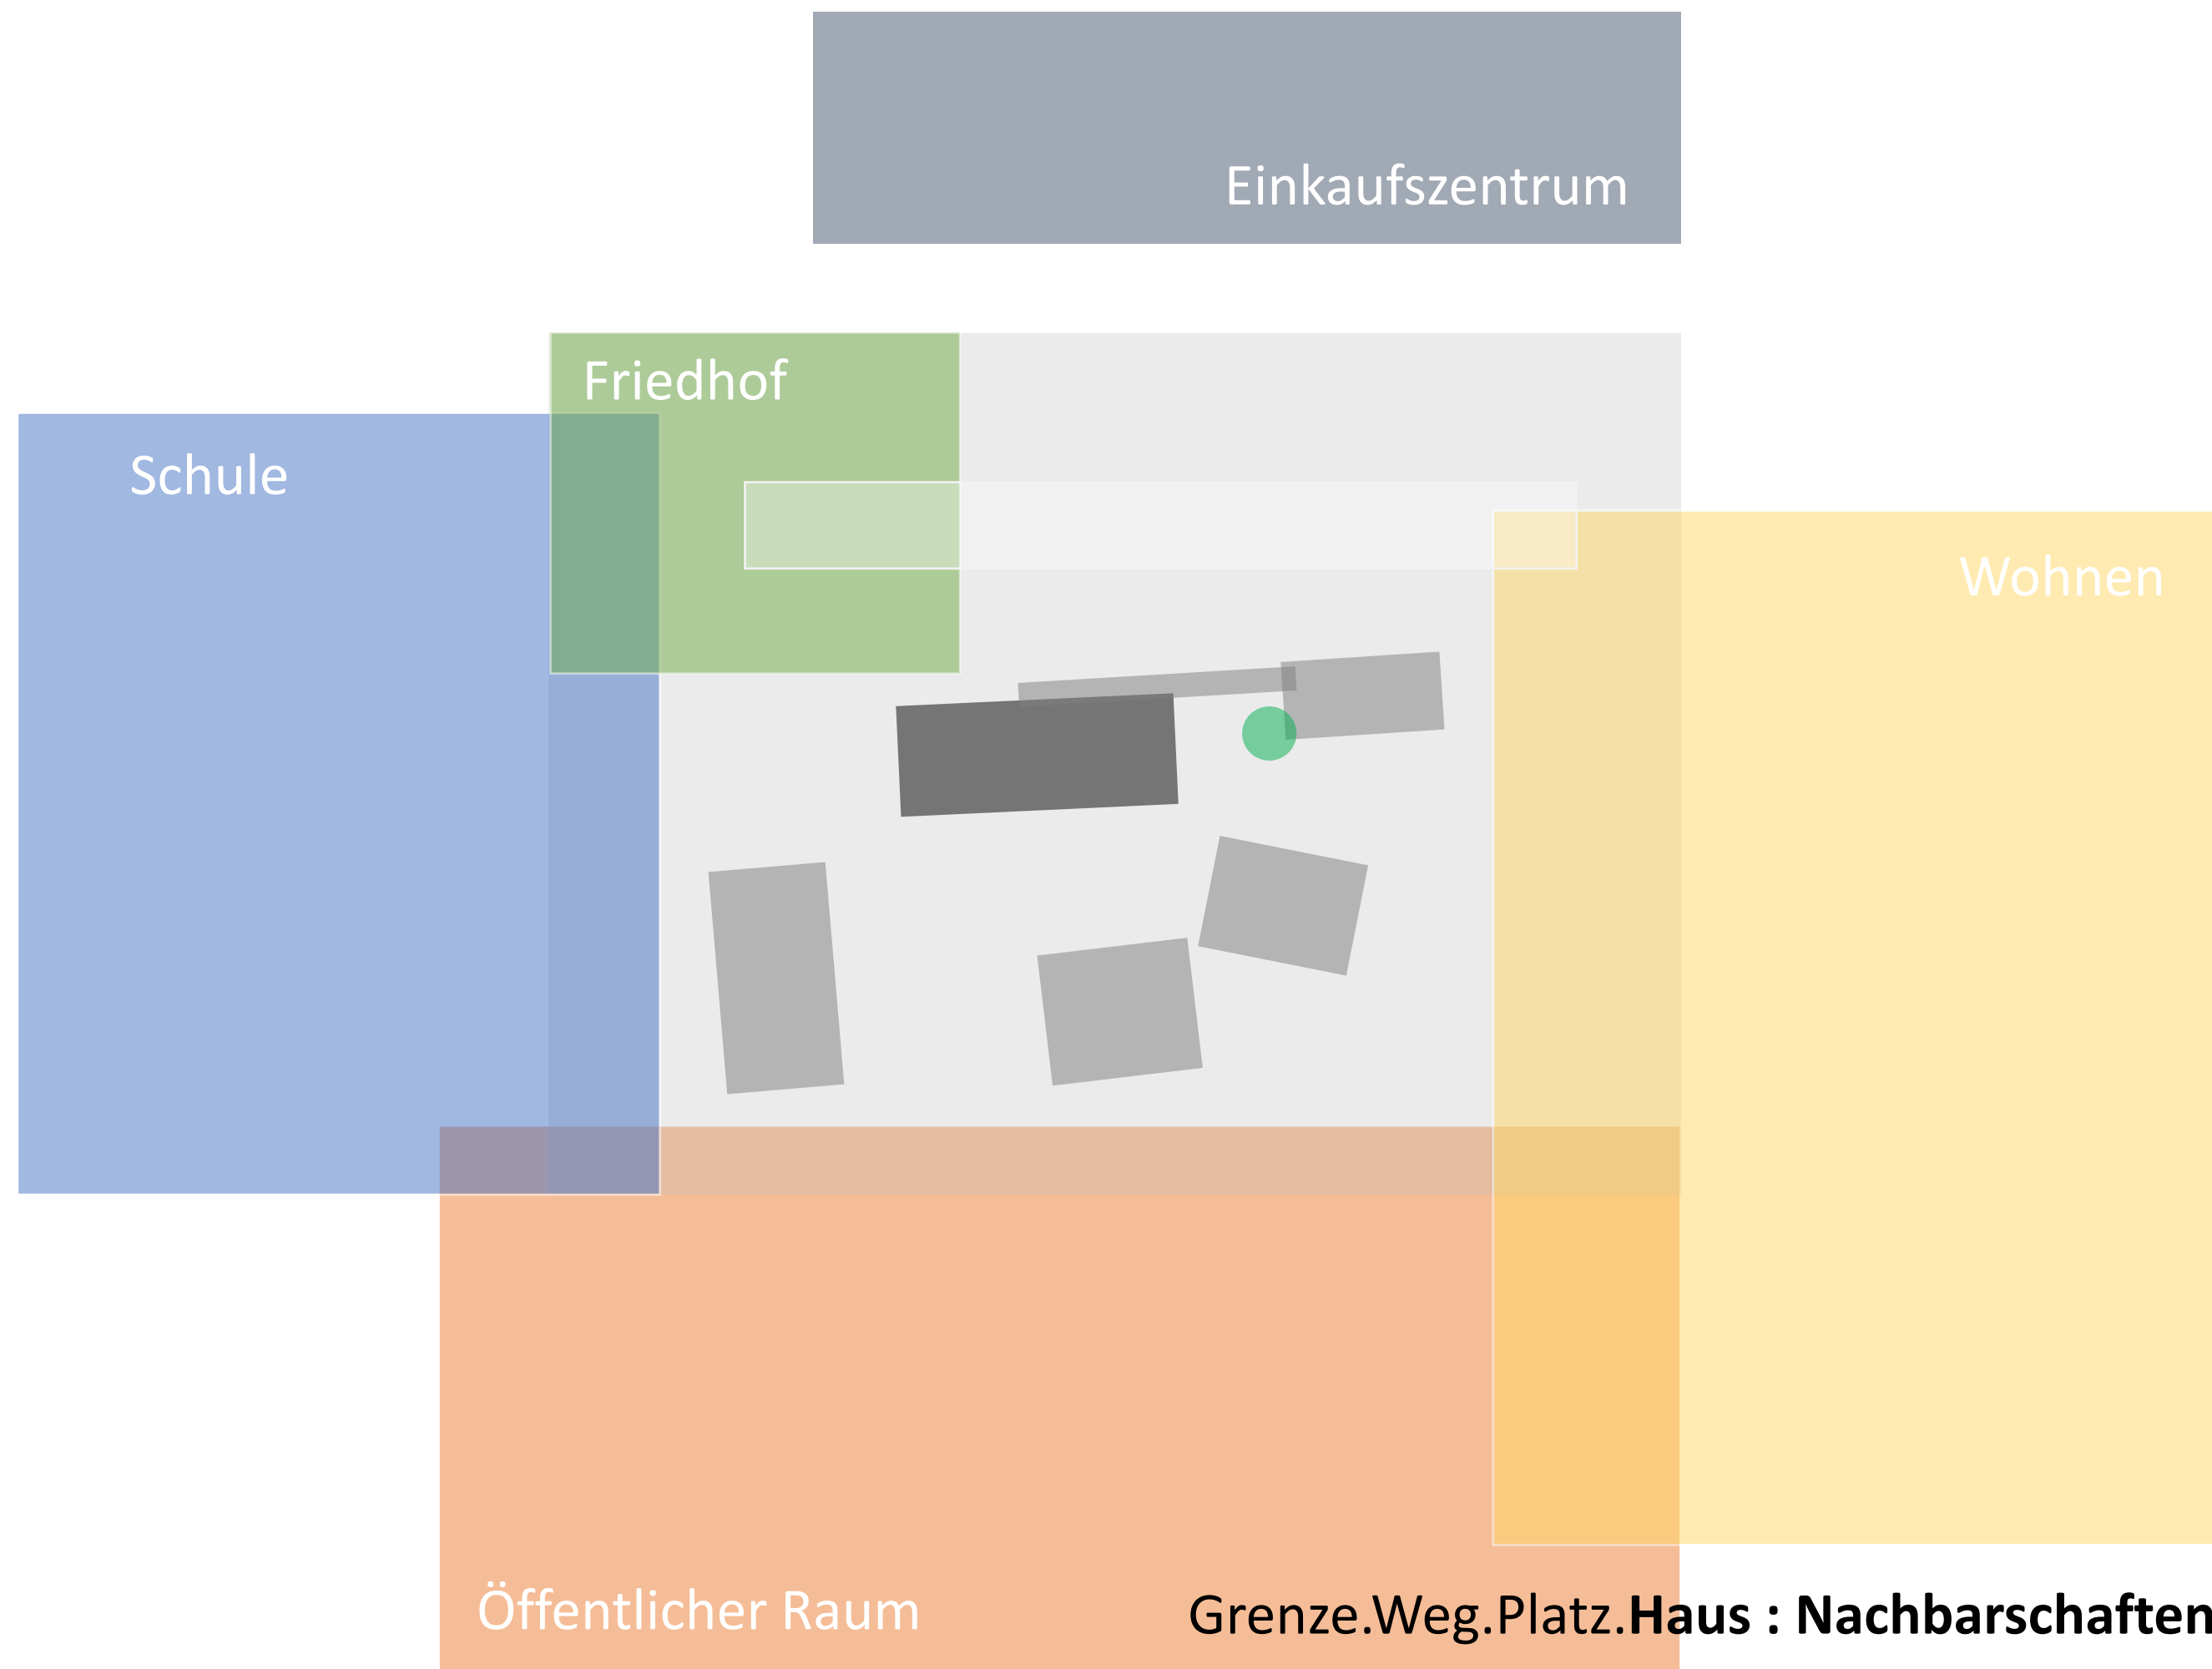 Einkaufszentrum
Friedhof
Schule
Wohnen
Öffentlicher Raum
Grenze.Weg.Platz.Haus : Nachbarschaften